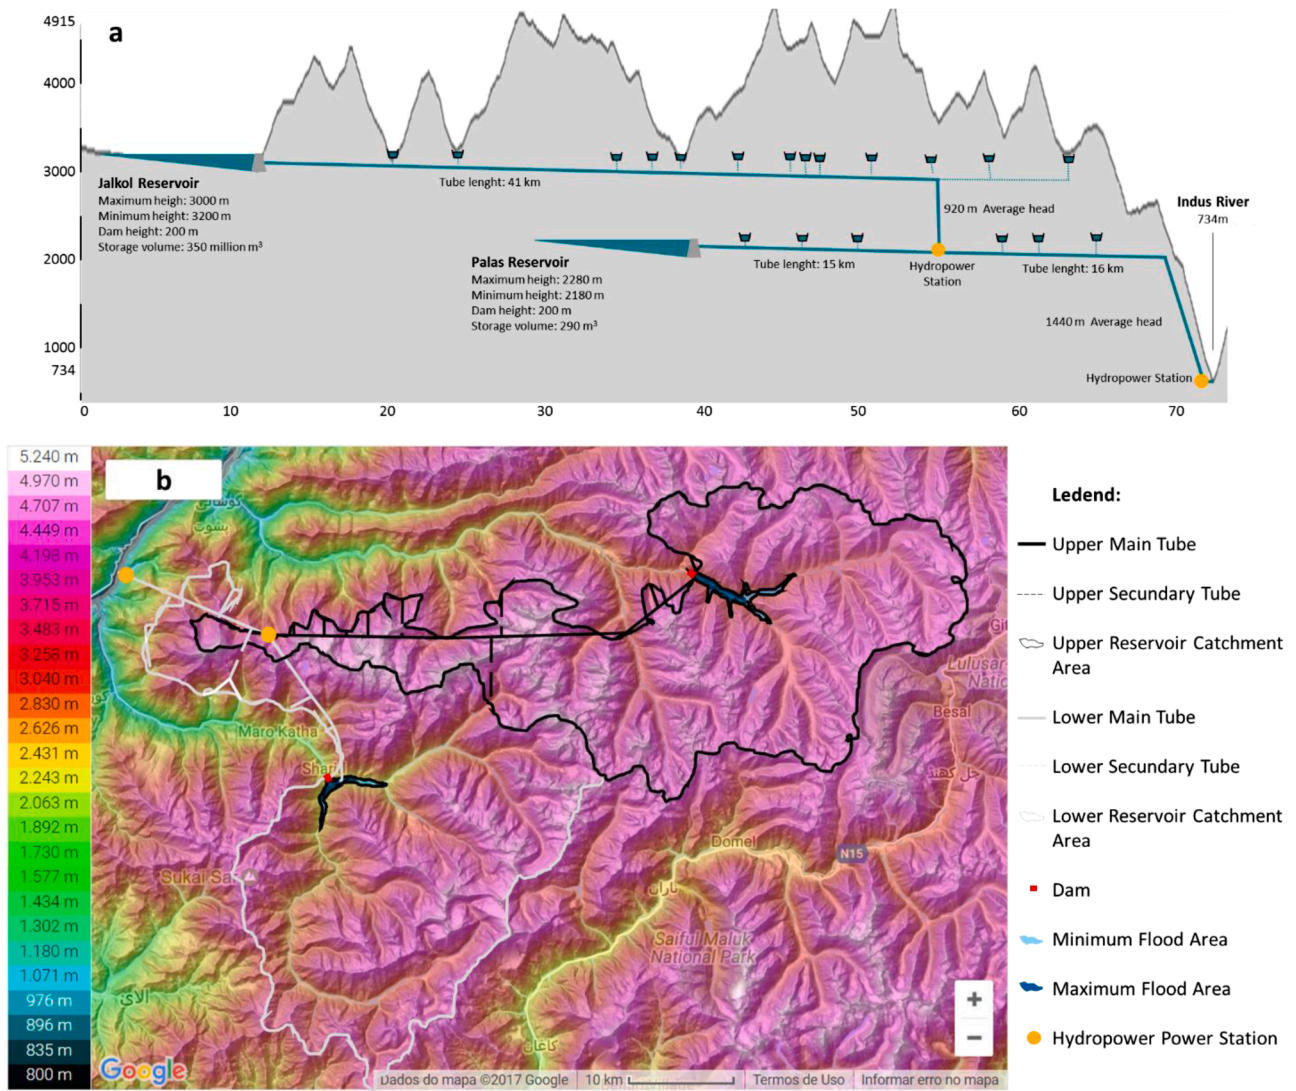 a
4915
4000
3000
2000
1000
734
0
10
20
30
40
50
60
70
Jalkol Reservoir
Maximum heigh: 3000 m
Minimum height: 3200 m
Dam height: 200 m
Storage volume: 350 million m³
Tube lenght: 41 km
920 m Average head
Palas Reservoir
Maximum heigh: 2280 m
Minimum height: 2180 m
Dam height: 200 m
Storage volume: 290 m³
Tube lenght: 15 km
Hydropower
Station
Tube lenght: 16 km
1440 m Average head
Hydropower Station
Indus River
734m
b
5.240 m
4.970 m
4.707 m
4.449 m
4.198 m
3.953 m
3.715 m
3.483 m
3.258 m
3.040 m
2.830 m
2.626 m
2.431 m
2.243 m
2.063 m
1.892 m
1.730 m
1.577 m
1.434 m
1.302 m
1.180 m
1.071 m
976 m
896 m
835 m
800 m
Maro Katha
Lulusar-
Besal
Domel
N15
ناران
Saiful Maluk
National Park
كاغان
الای
Google
Dados do mapa ©2017 Google
10 km
Termos de Uso
Informar erro no mapa
+
−
Ledend:
Upper Main Tube
Upper Secondary Tube
Upper Reservoir Catchment
Area
Lower Main Tube
Lower Secondary Tube
Lower Reservoir Catchment
Area
Dam
Minimum Flood Area
Maximum Flood Area
Hydropower Power Station